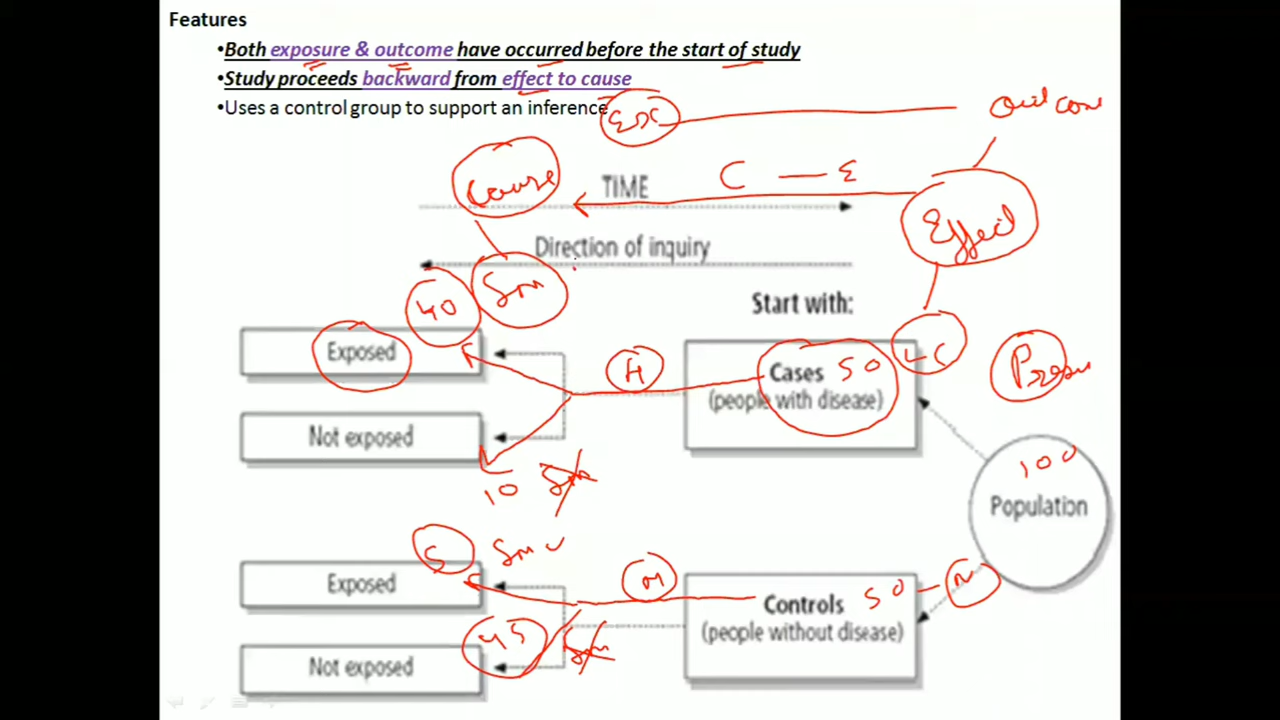 Features
•Both exposure & outcome have occurred before the start of study
•Study proceeds backward from effect to cause
•Uses a control group to support an inference
Outcome
Cause
TIME
C — E
Effect
Direction of inquiry
40
Sm
Start with:
Exposed
H
Cases 50
(people with disease)
LC
Not exposed
100
Population
10 Sm
5 Sm
Exposed
H
Controls 50 — N
(people without disease)
45
Sm
Not exposed